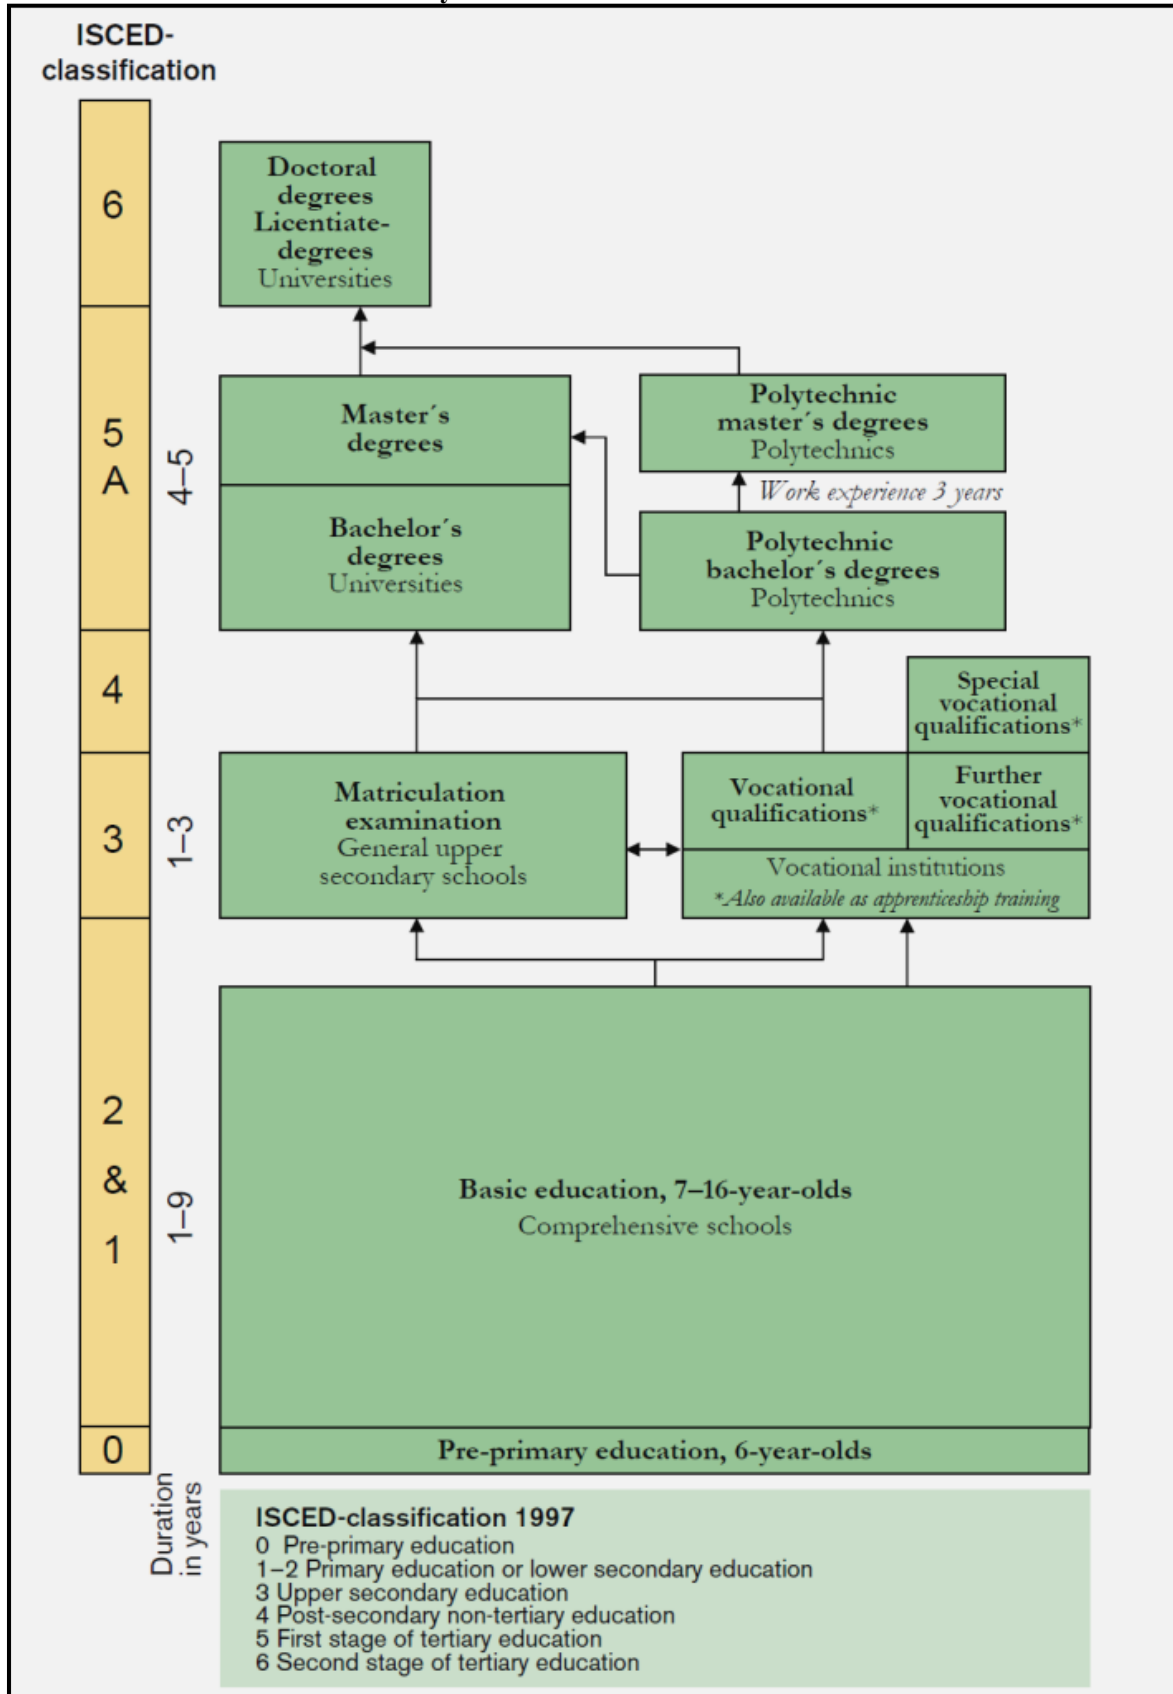 ISCED-
classification
6
Doctoral
degrees
Licentiate-
degrees
Universities
5
A
4–5
Master´s
degrees
Bachelor´s
degrees
Universities
Polytechnic
master´s degrees
Polytechnics
Work experience 3 years
Polytechnic
bachelor´s degrees
Polytechnics
4
Special
vocational
qualifications*
3
1–3
Matriculation
examination
General upper
secondary schools
Vocational
qualifications*
Further
vocational
qualifications*
Vocational institutions
*Also available as apprenticeship training
2
&
1
1–9
Basic education, 7–16-year-olds
Comprehensive schools
0
Pre-primary education, 6-year-olds
Duration
in years
ISCED-classification 1997
0 Pre-primary education
1–2 Primary education or lower secondary education
3 Upper secondary education
4 Post-secondary non-tertiary education
5 First stage of tertiary education
6 Second stage of tertiary education